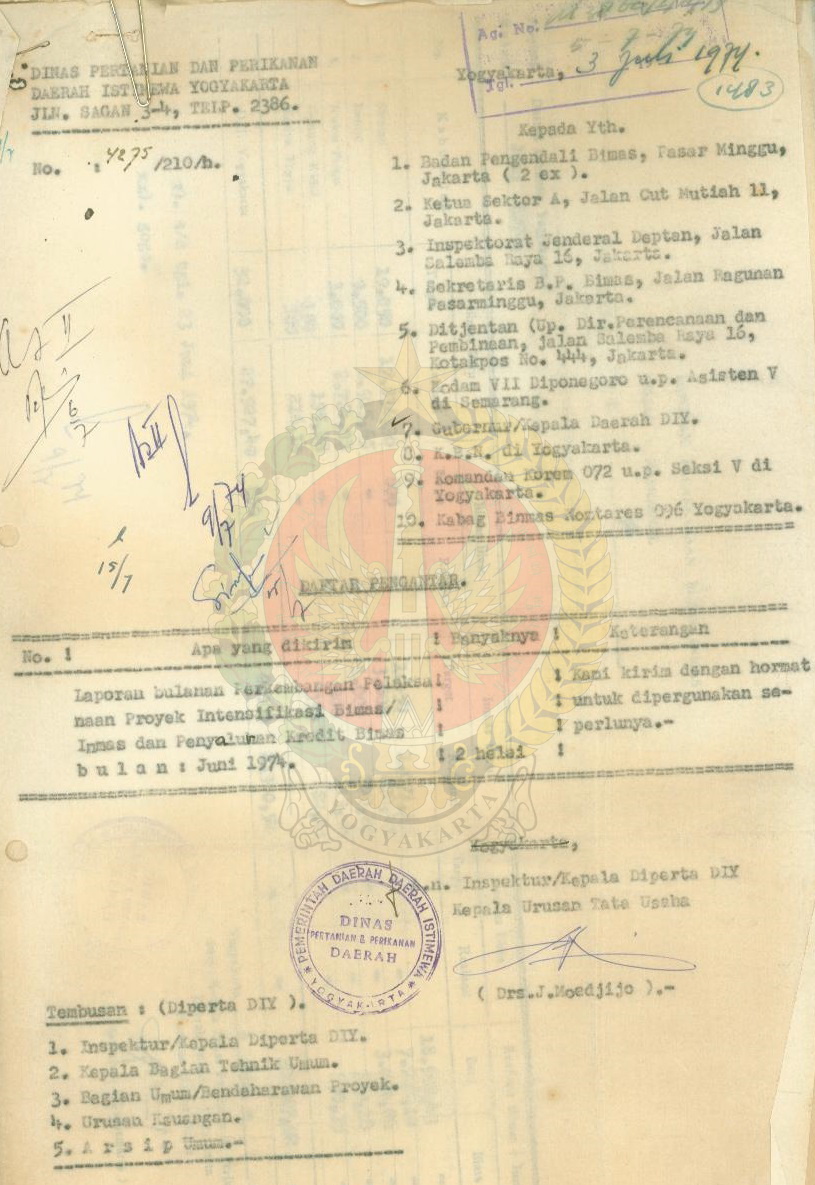 Ag. No.
Tgl.
1483
DINAS PERTANIAN DAN PERIKANAN
DAERAH ISTIMEWA YOGYAKARTA
JLN. SAGAN 3-4, TELP. 2386.
Yogyakarta, 3 Juli 1974.
No. : 4275/210/h.
Kepada Yth.
1. Badan Pengendali Bimas, Pasar Minggu,
Jakarta ( 2 ex ).
2. Ketua Sektor A, Jalan Cut Mutiah 11,
Jakarta.
3. Inspektorat Jenderal Deptan, Jalan
Salemba Raya 16, Jakarta.
4. Sekretaris B.P. Bimas, Jalan Ragunan
Pasarminggu, Jakarta.
5. Ditjentan (Up. Dir.Perencanaan dan
Pembinaan, jalan Salemba Raya 16,
Kotakpos No. 444, Jakarta.
6. Kodam VII Diponegoro u.p. Asisten V
di Semarang.
7. Gubernur/Kepala Daerah DIY.
8. K.B.N. di Yogyakarta.
9. Komandan Korem 072 u.p. Seksi V di
Yogyakarta.
10. Kabag Binmas Komtares 096 Yogyakarta.
9/7 74
15/7
DAFTAR PENGANTAR.
No. : Apa yang dikirim : Banyaknya : Keterangan
Laporan bulanan Perkembangan Pelaksa : : Kami kirim dengan hormat
naan Proyek Intensifikasi Bimas/ : : untuk dipergunakan se-
Inmas dan Penyaluran Kredit Bimas : : perlunya.-
b u l a n : Juni 1974. : 2 helai :
YOGYAKARTA
Yogyakarta,
.n. Inspektur/Kepala Diperta DIY
Kepala Urusan Tata Usaha
PEMERINTAH DAERAH DAERAH ISTIMEWA
DINAS
PERTANIAN & PERIKANAN
DAERAH
YOGYAKARTA
( Drs.J.Moedjijo ).-
Tembusan : (Diperta DIY ).
1. Inspektur/Kepala Diperta DIY.
2. Kepala Bagian Tehnik Umum.
3. Bagian Umum/Bendaharawan Proyek.
4. Urusan Keuangan.
5. A r s i p Umum.-